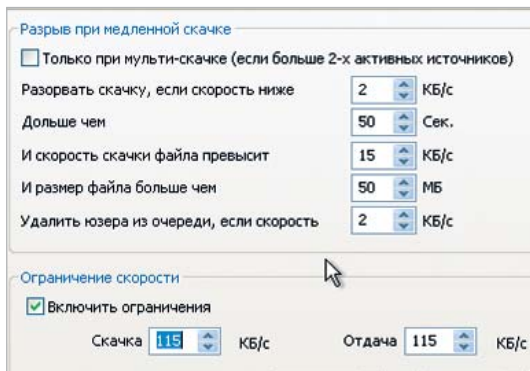 Разрыв при медленной скачке
Только при мульти-скачке (если больше 2-х активных источников)
Разорвать скачку, если скорость ниже 2 КБ/с
Дольше чем 50 Сек.
И скорость скачки файла превысит 15 КБ/с
И размер файла больше чем 50 МБ
Удалить юзера из очереди, если скорость 2 КБ/с
Ограничение скорости
Включить ограничения
Скачка 115 КБ/с Отдача 115 КБ/с